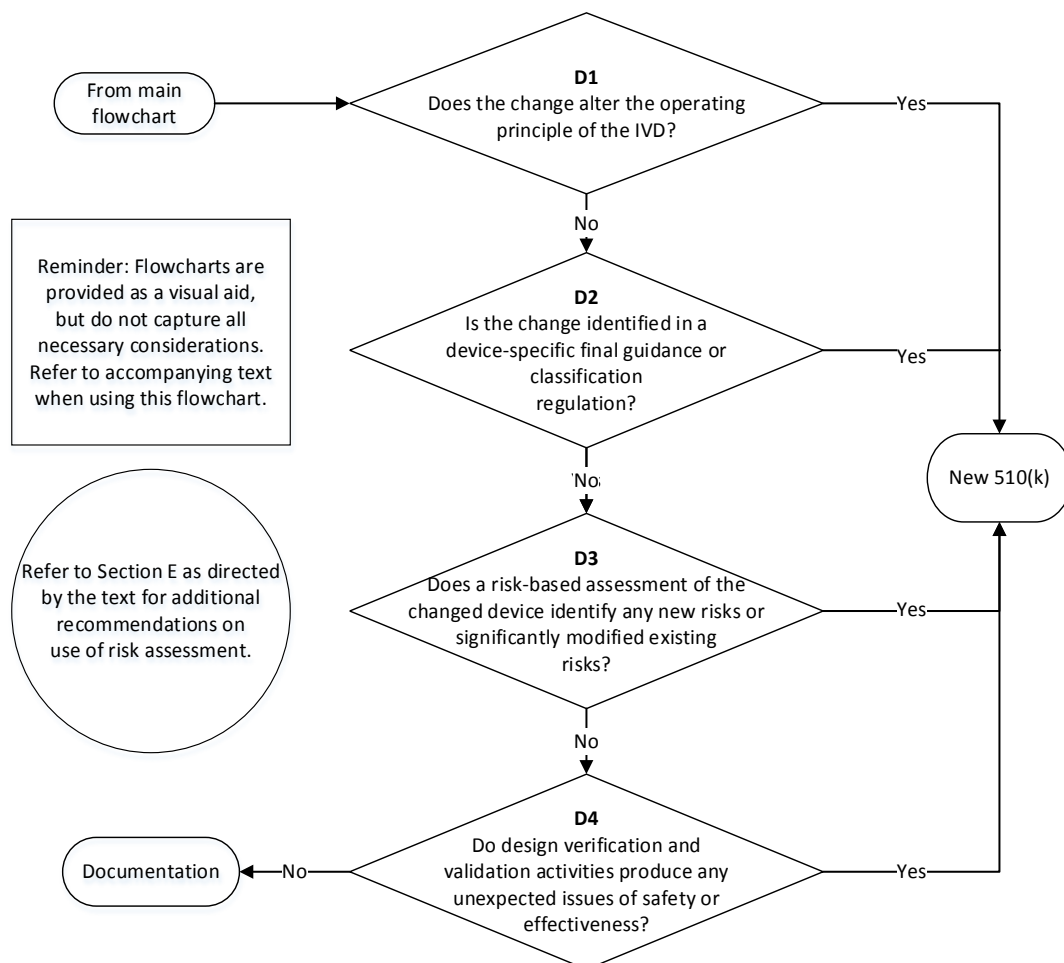 From main
flowchart
D1
Does the change alter the operating
principle of the IVD?
Yes
No
Reminder: Flowcharts are
provided as a visual aid,
but do not capture all
necessary considerations.
Refer to accompanying text
when using this flowchart.
D2
Is the change identified in a
device-specific final guidance or
classification
regulation?
Yes
No
New 510(k)
Refer to Section E as directed
by the text for additional
recommendations on
use of risk assessment.
D3
Does a risk-based assessment of the
changed device identify any new risks or
significantly modified existing
risks?
Yes
No
D4
Do design verification and
validation activities produce any
unexpected issues of safety or
effectiveness?
Yes
No
Documentation